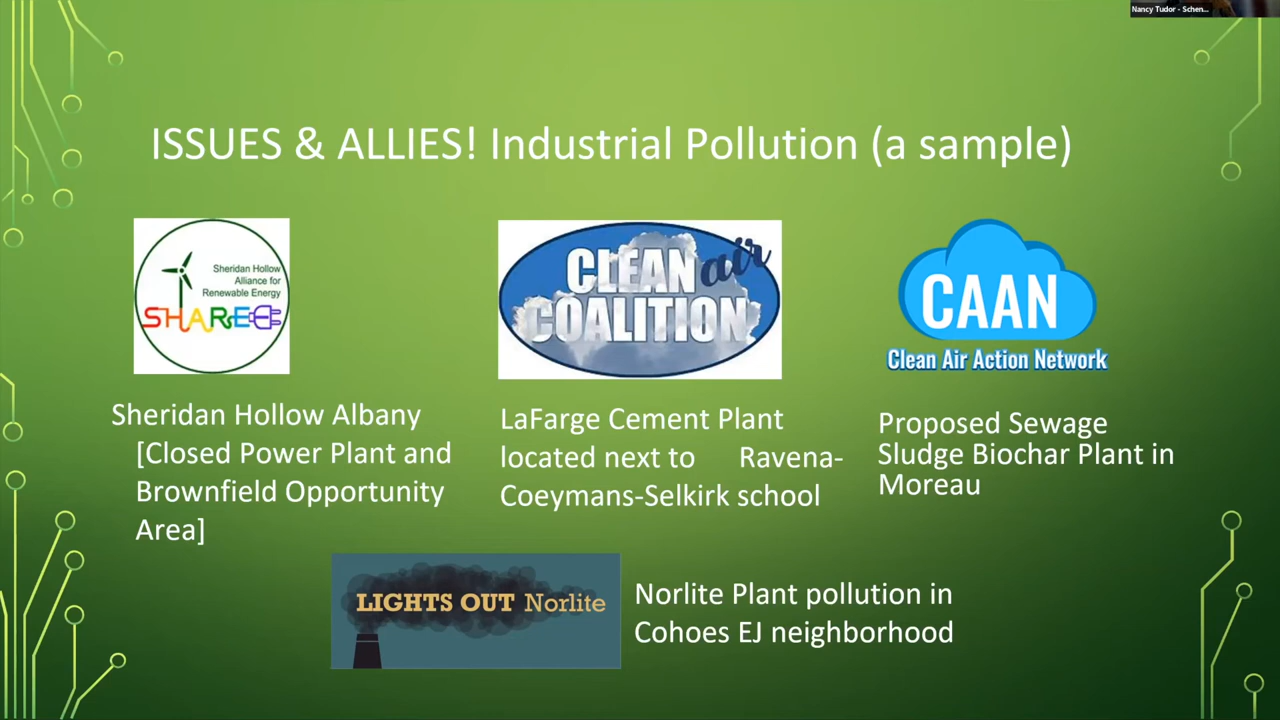 Nancy Tudor - Schen...
ISSUES & ALLIES! Industrial Pollution (a sample)
Sheridan Hollow
Alliance for
Renewable Energy
SHARE
CLEAN air
COALITION
CAAN
Clean Air Action Network
Sheridan Hollow Albany
[Closed Power Plant and
Brownfield Opportunity
Area]
LaFarge Cement Plant
located next to Ravena-
Coeymans-Selkirk school
Proposed Sewage
Sludge Biochar Plant in
Moreau
LIGHTS OUT Norlite
Norlite Plant pollution in
Cohoes EJ neighborhood